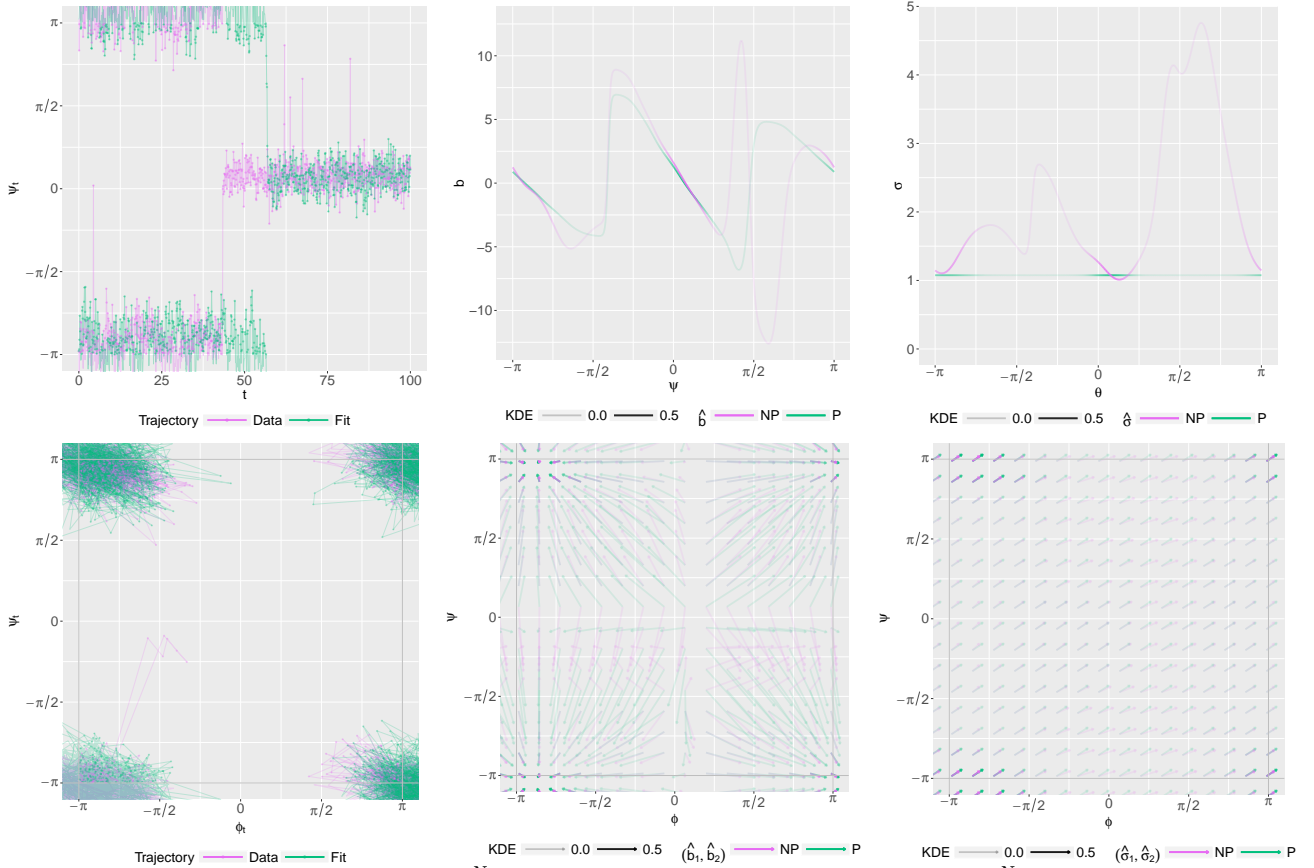 π
π/2
0
−π/2
−π
ψt
0 25 50 75 100
t
Trajectory Data Fit
10
5
0
−5
−10
b
−π −π/2 0 π/2 π
ψ
KDE 0.0 0.5 b̂ NP P
5
4
3
2
1
0
σ
−π −π/2 0 π/2 π
θ
KDE 0.0 0.5 σ̂ NP P
π
π/2
0
−π/2
−π
ψt
−π −π/2 0 π/2 π
ϕt
Trajectory Data Fit
π
π/2
0
−π/2
−π
ψ
−π −π/2 0 π/2 π
ϕ
KDE 0.0 0.5 (b̂1, b̂2) NP P
π
π/2
0
−π/2
−π
ψ
−π −π/2 0 π/2 π
ϕ
KDE 0.0 0.5 (σ̂1, σ̂2) NP P
N N